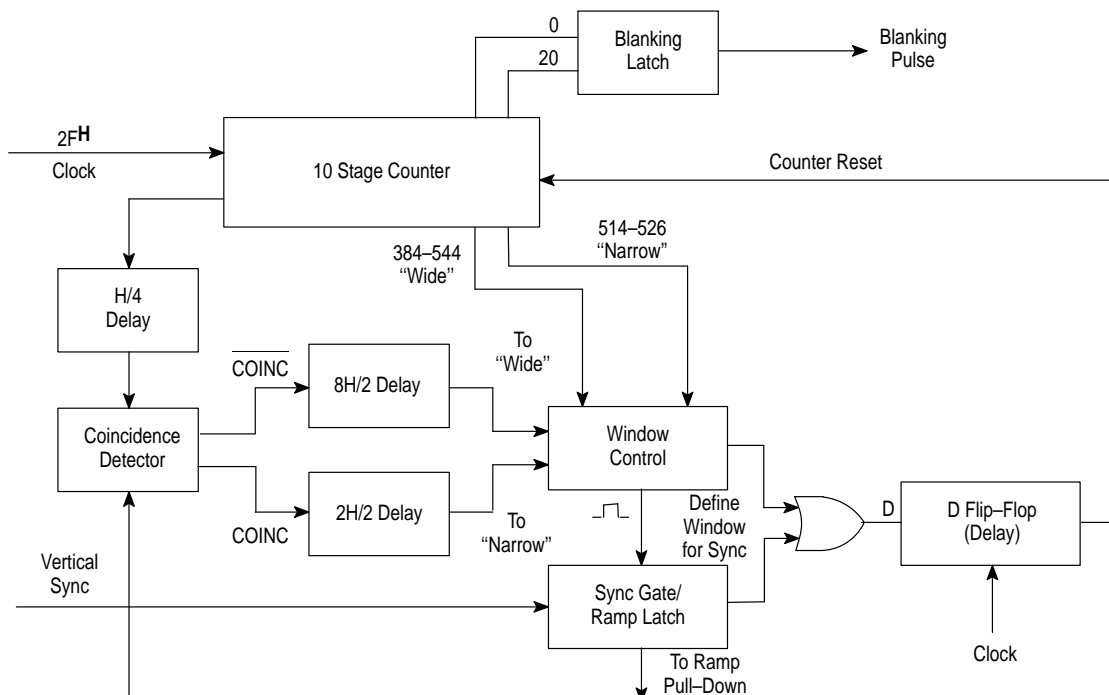 0
20
Blanking
Latch
Blanking
Pulse
2FH
Clock
10 Stage Counter
Counter Reset
384–544
“Wide”
514–526
“Narrow”
H/4
Delay
To
“Wide”
COINC
8H/2 Delay
Coincidence
Detector
Window
Control
COINC
2H/2 Delay
To
“Narrow”
Define
Window
for Sync
D
D Flip–Flop
(Delay)
Vertical
Sync
Sync Gate/
Ramp Latch
To Ramp
Pull–Down
Clock